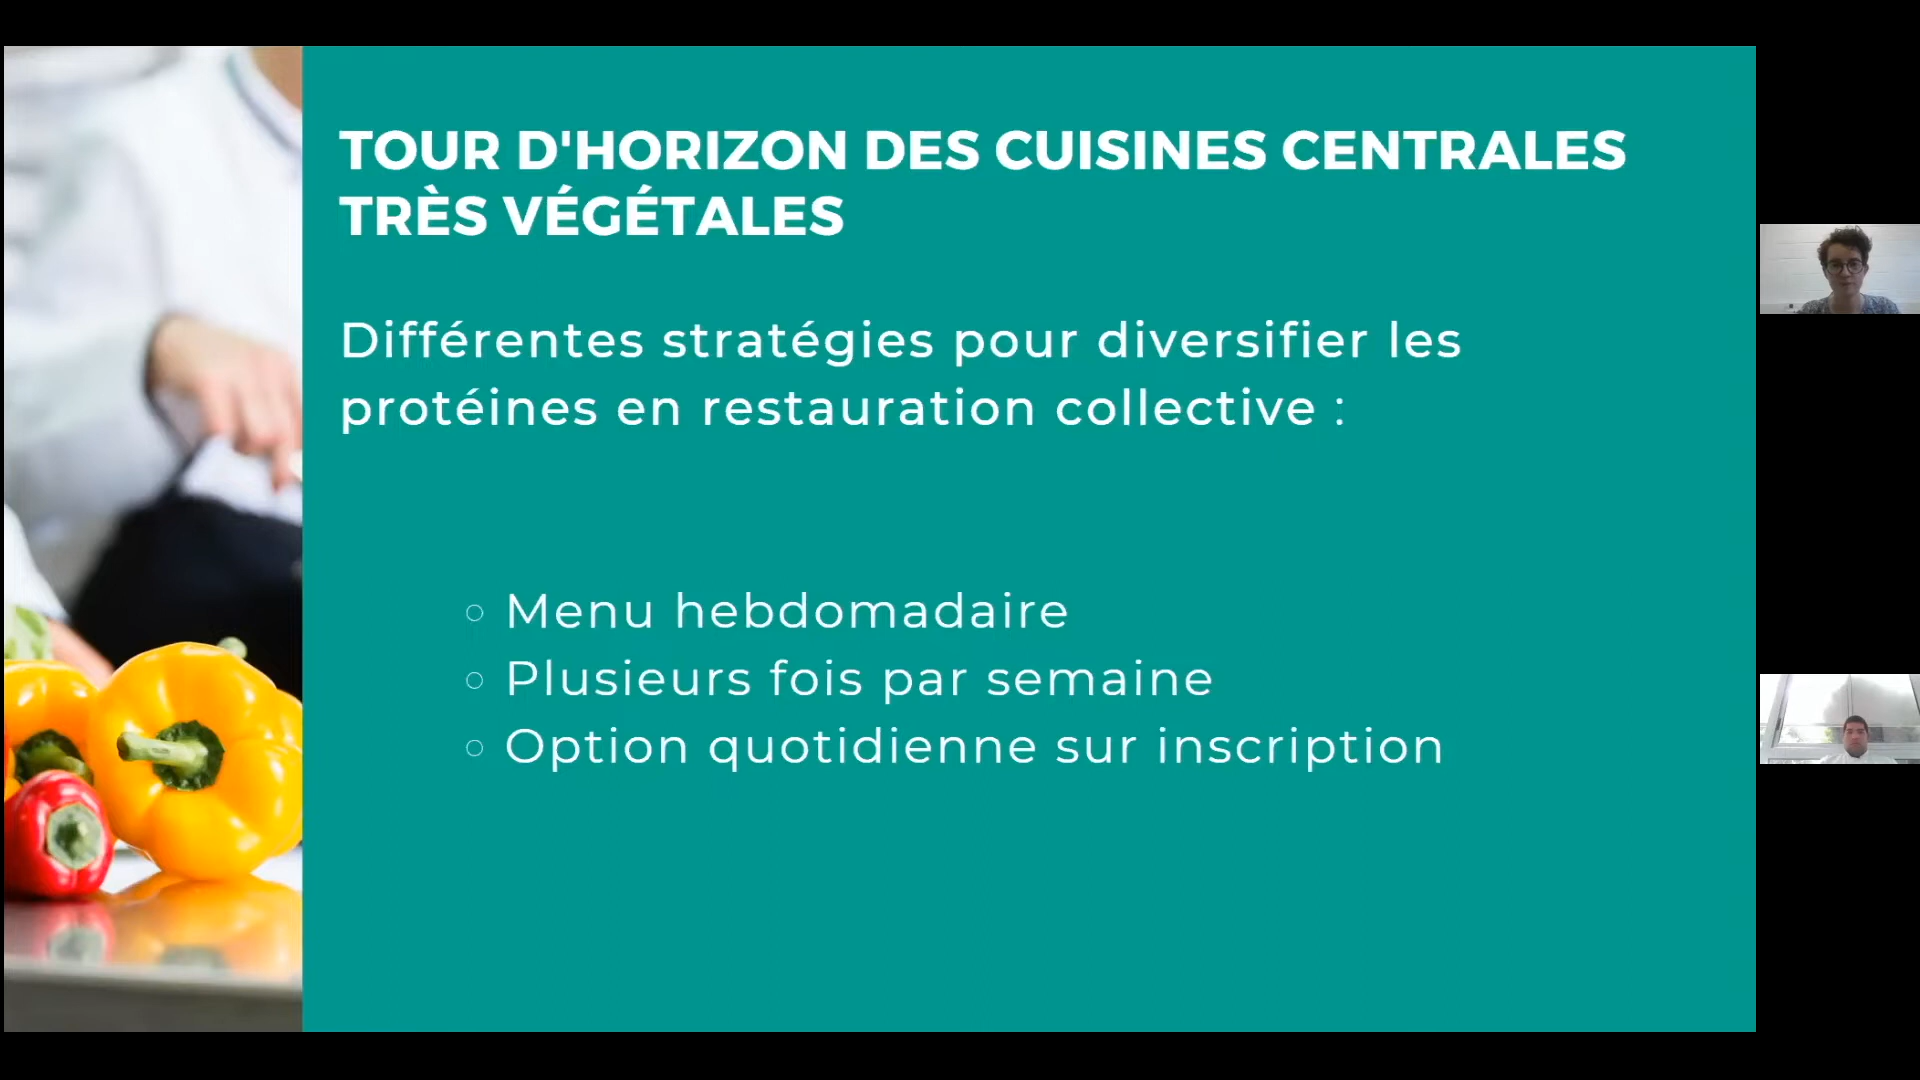 TOUR D'HORIZON DES CUISINES CENTRALES
TRÈS VÉGÉTALES
Différentes stratégies pour diversifier les
protéines en restauration collective :
Menu hebdomadaire
Plusieurs fois par semaine
Option quotidienne sur inscription